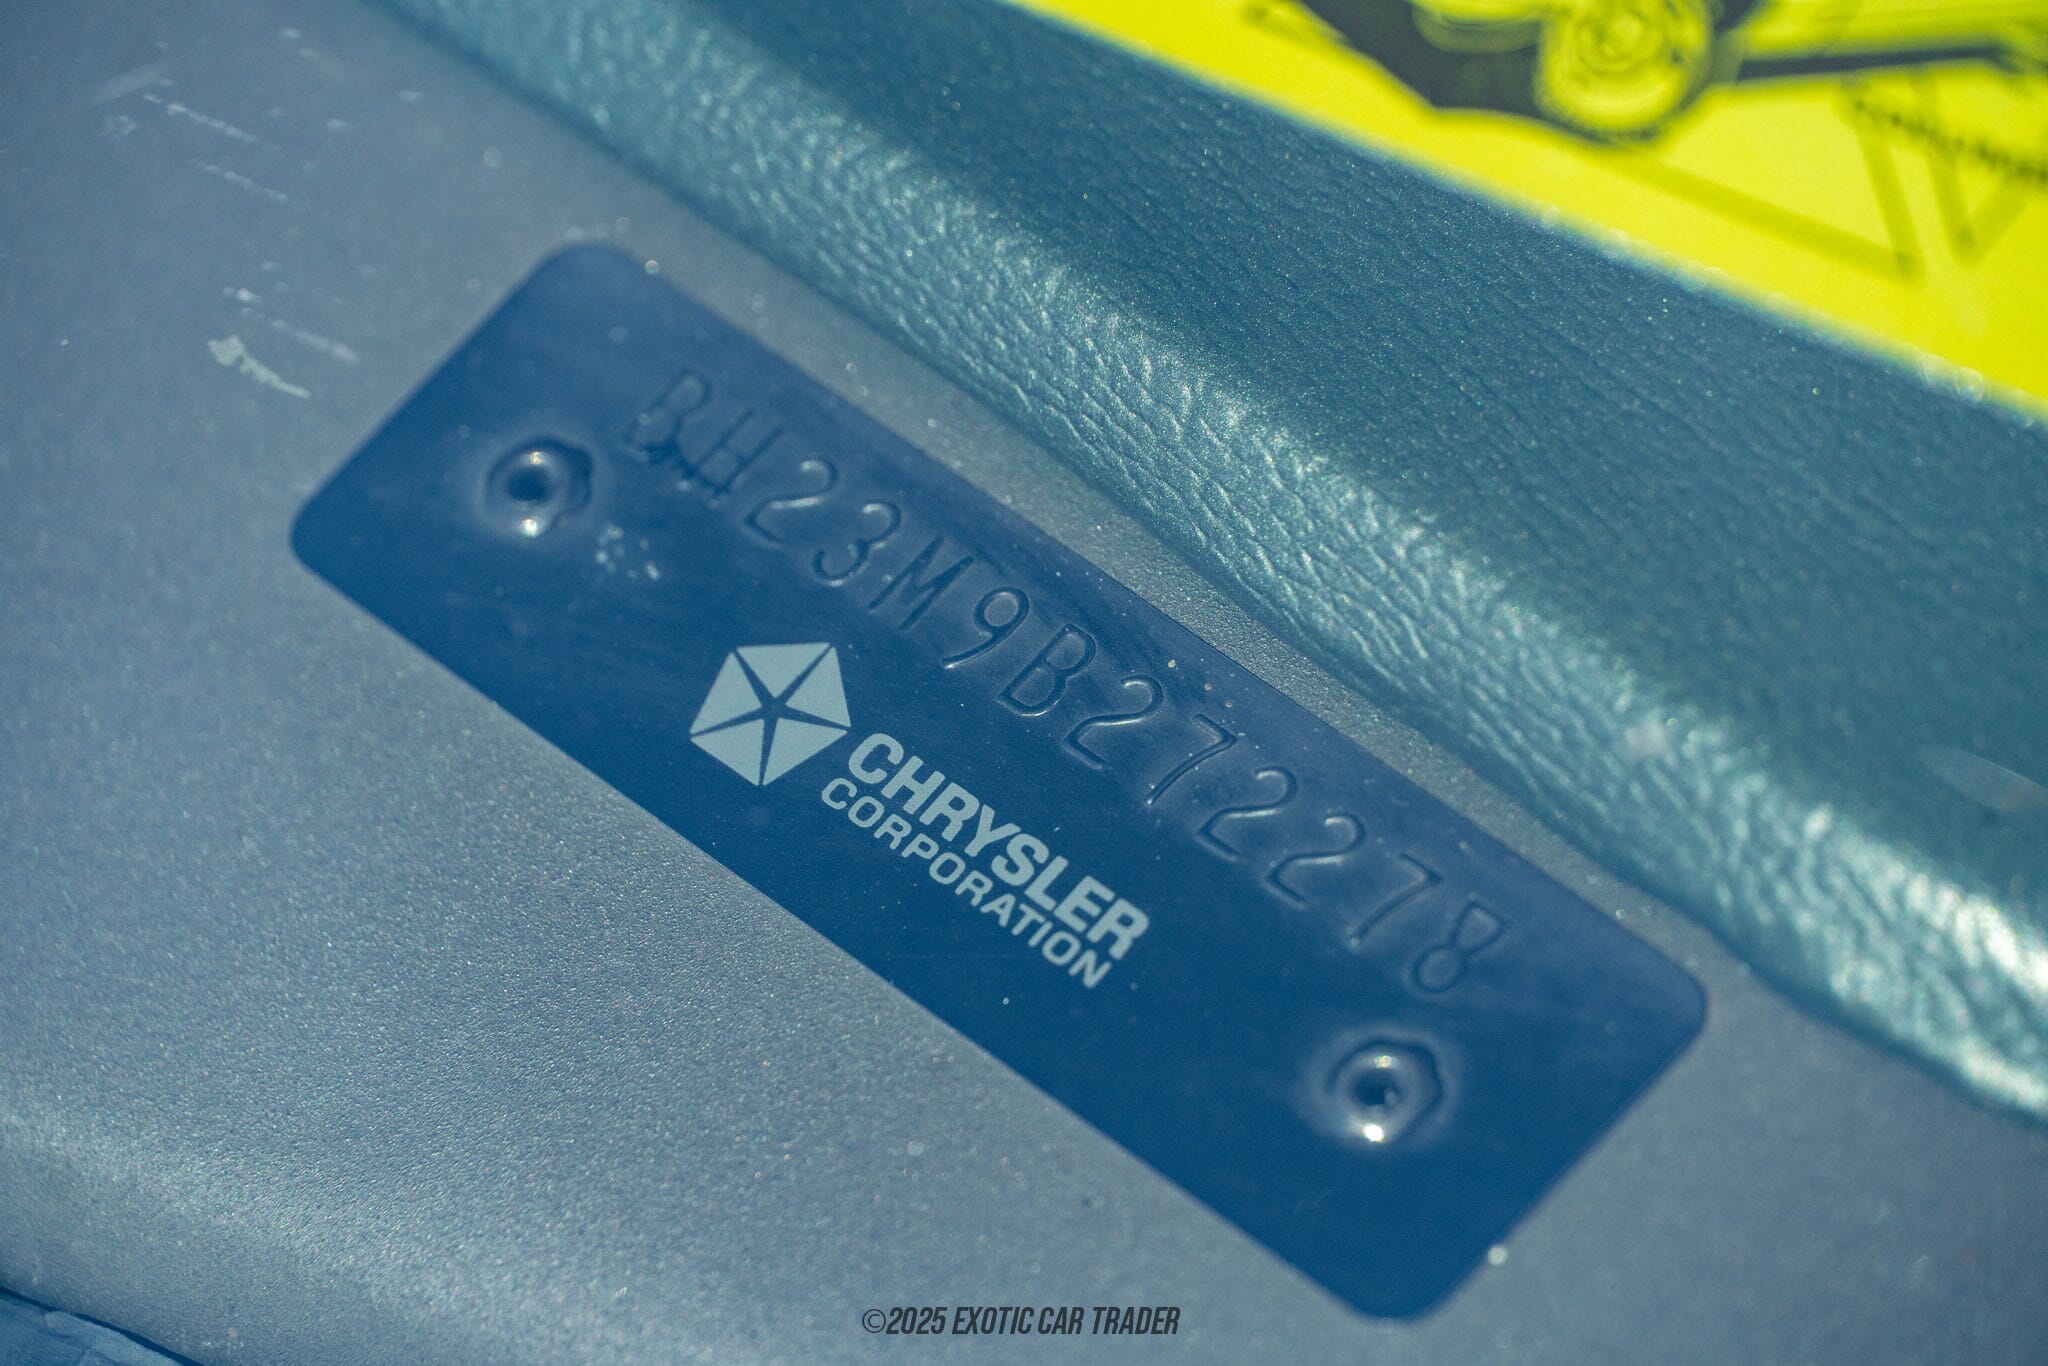 BH23M9B272278
CHRYSLER
CORPORATION
©2025 EXOTIC CAR TRADER